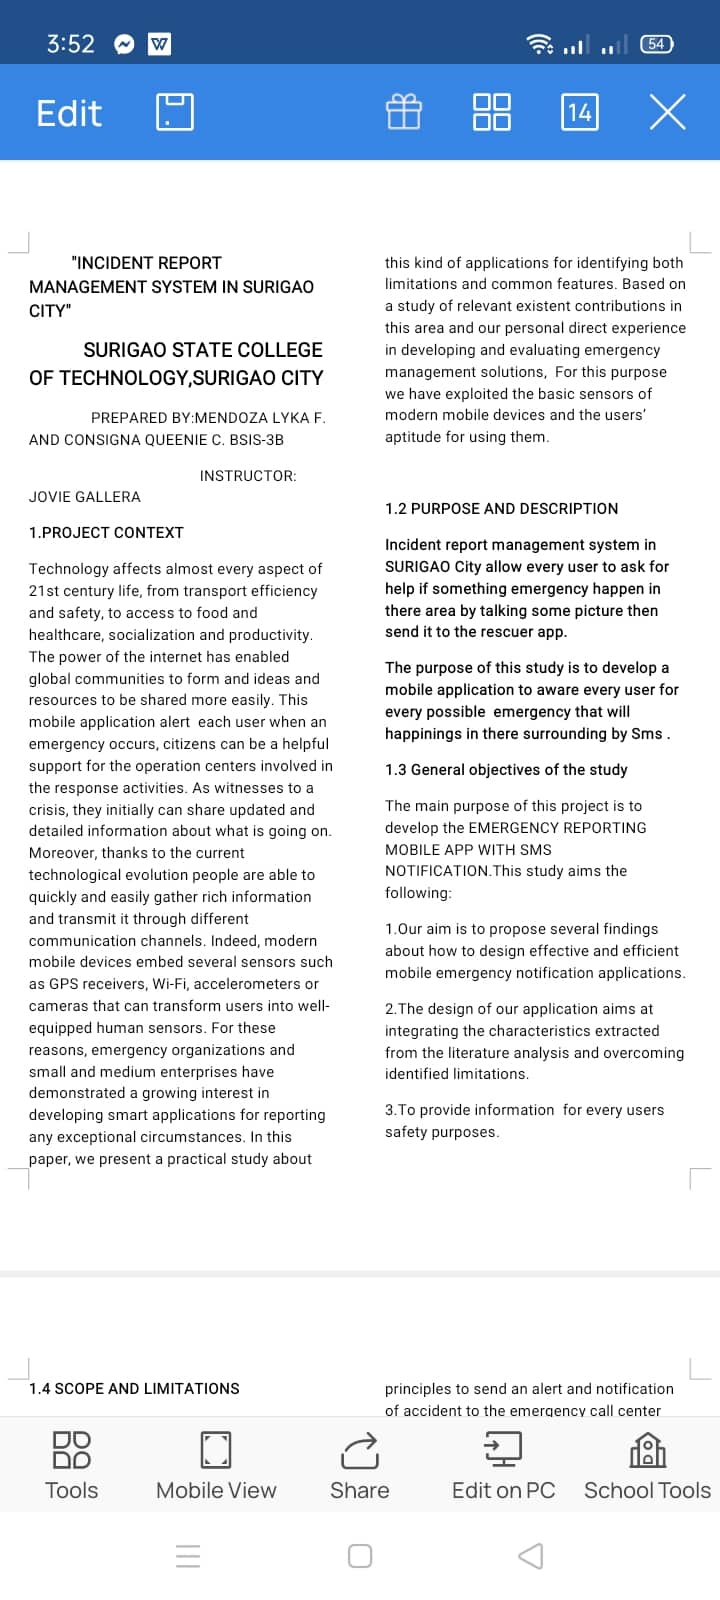 3:52
54
Edit
14
"INCIDENT REPORT
MANAGEMENT SYSTEM IN SURIGAO
CITY"
SURIGAO STATE COLLEGE
OF TECHNOLOGY,SURIGAO CITY
PREPARED BY:MENDOZA LYKA F.
AND CONSIGNA QUEENIE C. BSIS-3B
INSTRUCTOR:
JOVIE GALLERA
1.PROJECT CONTEXT
Technology affects almost every aspect of
21st century life, from transport efficiency
and safety, to access to food and
healthcare, socialization and productivity.
The power of the internet has enabled
global communities to form and ideas and
resources to be shared more easily. This
mobile application alert  each user when an
emergency occurs, citizens can be a helpful
support for the operation centers involved in
the response activities. As witnesses to a
crisis, they initially can share updated and
detailed information about what is going on.
Moreover, thanks to the current
technological evolution people are able to
quickly and easily gather rich information
and transmit it through different
communication channels. Indeed, modern
mobile devices embed several sensors such
as GPS receivers, Wi-Fi, accelerometers or
cameras that can transform users into well-
equipped human sensors. For these
reasons, emergency organizations and
small and medium enterprises have
demonstrated a growing interest in
developing smart applications for reporting
any exceptional circumstances. In this
paper, we present a practical study about
this kind of applications for identifying both
limitations and common features. Based on
a study of relevant existent contributions in
this area and our personal direct experience
in developing and evaluating emergency
management solutions,  For this purpose
we have exploited the basic sensors of
modern mobile devices and the users'
aptitude for using them.
1.2 PURPOSE AND DESCRIPTION
Incident report management system in
SURIGAO City allow every user to ask for
help if something emergency happen in
there area by talking some picture then
send it to the rescuer app.
The purpose of this study is to develop a
mobile application to aware every user for
every possible  emergency that will
happinings in there surrounding by Sms .
1.3 General objectives of the study
The main purpose of this project is to
develop the EMERGENCY REPORTING
MOBILE APP WITH SMS
NOTIFICATION.This study aims the
following:
1.Our aim is to propose several findings
about how to design effective and efficient
mobile emergency notification applications.
2.The design of our application aims at
integrating the characteristics extracted
from the literature analysis and overcoming
identified limitations.
3.To provide information  for every users
safety purposes.
1.4 SCOPE AND LIMITATIONS
principles to send an alert and notification
of accident to the emergency call center
Tools
Mobile View
Share
Edit on PC
School Tools